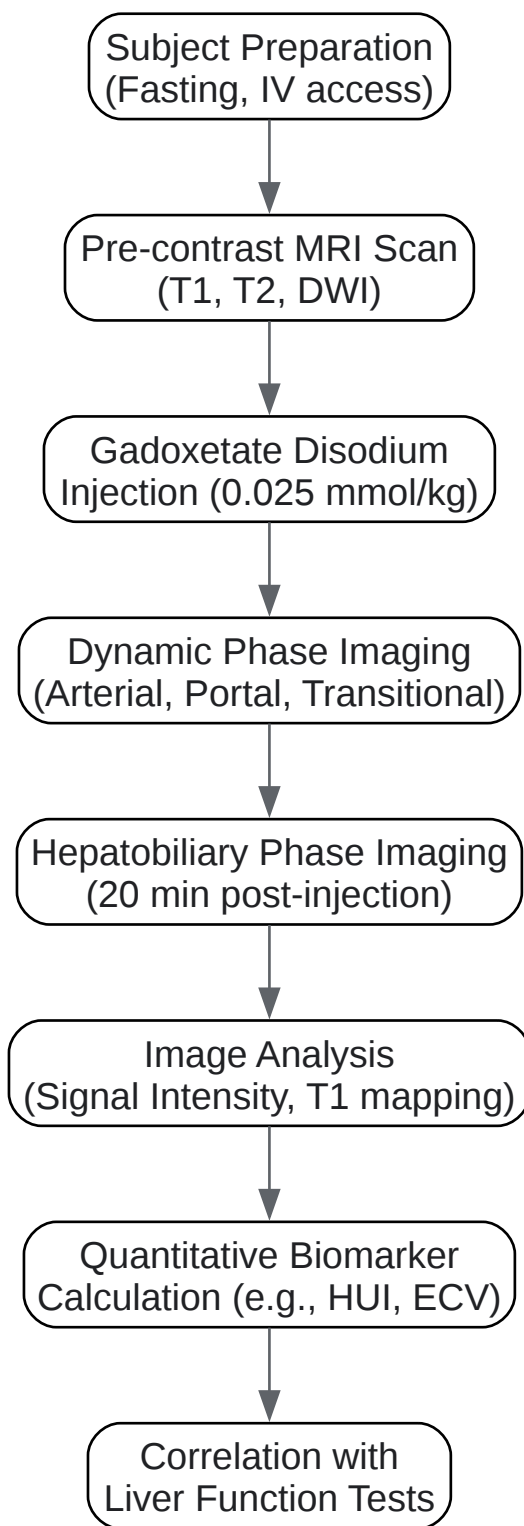 Subject Preparation
(Fasting, IV access)
Pre-contrast MRI Scan
(T1, T2, DWI)
Gadoxetate Disodium
Injection (0.025 mmol/kg)
Dynamic Phase Imaging
(Arterial, Portal, Transitional)
Hepatobiliary Phase Imaging
(20 min post-injection)
Image Analysis
(Signal Intensity, T1 mapping)
Quantitative Biomarker
Calculation (e.g., HUI, ECV)
Correlation with
Liver Function Tests